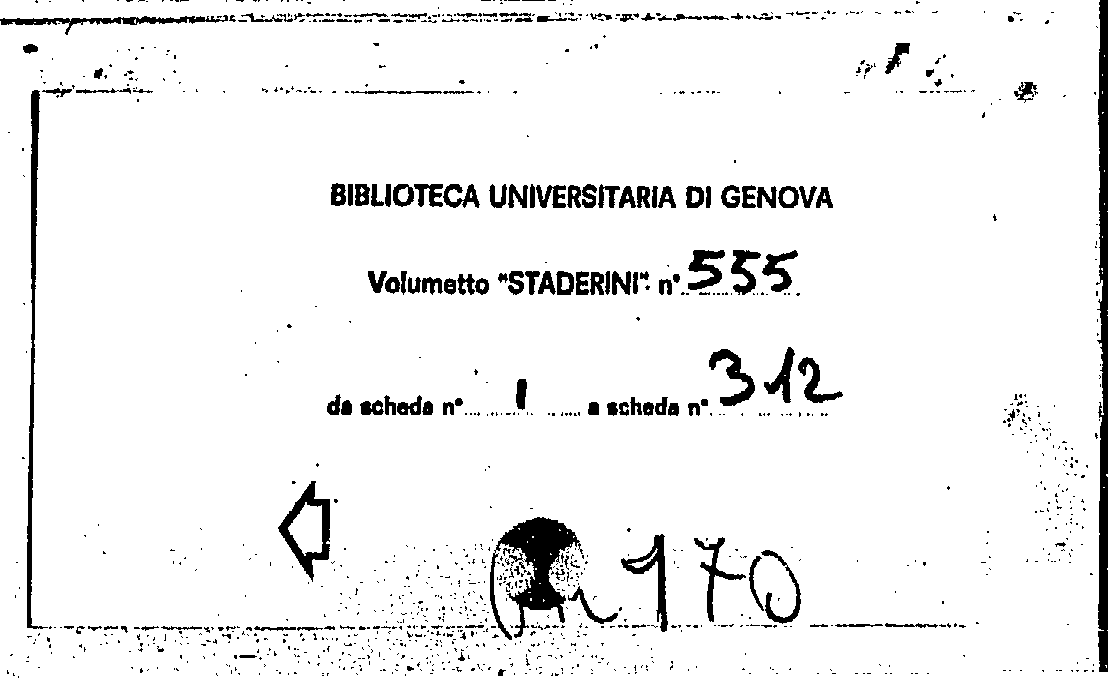 BIBLIOTECA UNIVERSITARIA DI GENOVA
Volumetto "STADERINI": n° 555
da scheda n° 1 a scheda n° 312
170